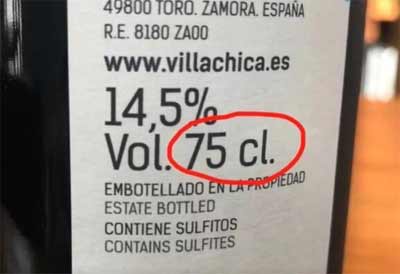 49800 TORO. ZAMORA. ESPAÑA
R.E. 8180 ZA00
www.villachica.es
14,5%
Vol. 75 cl.
EMBOTELLADO EN LA PROPIEDAD
ESTATE BOTTLED
CONTIENE SULFITOS
CONTAINS SULFITES